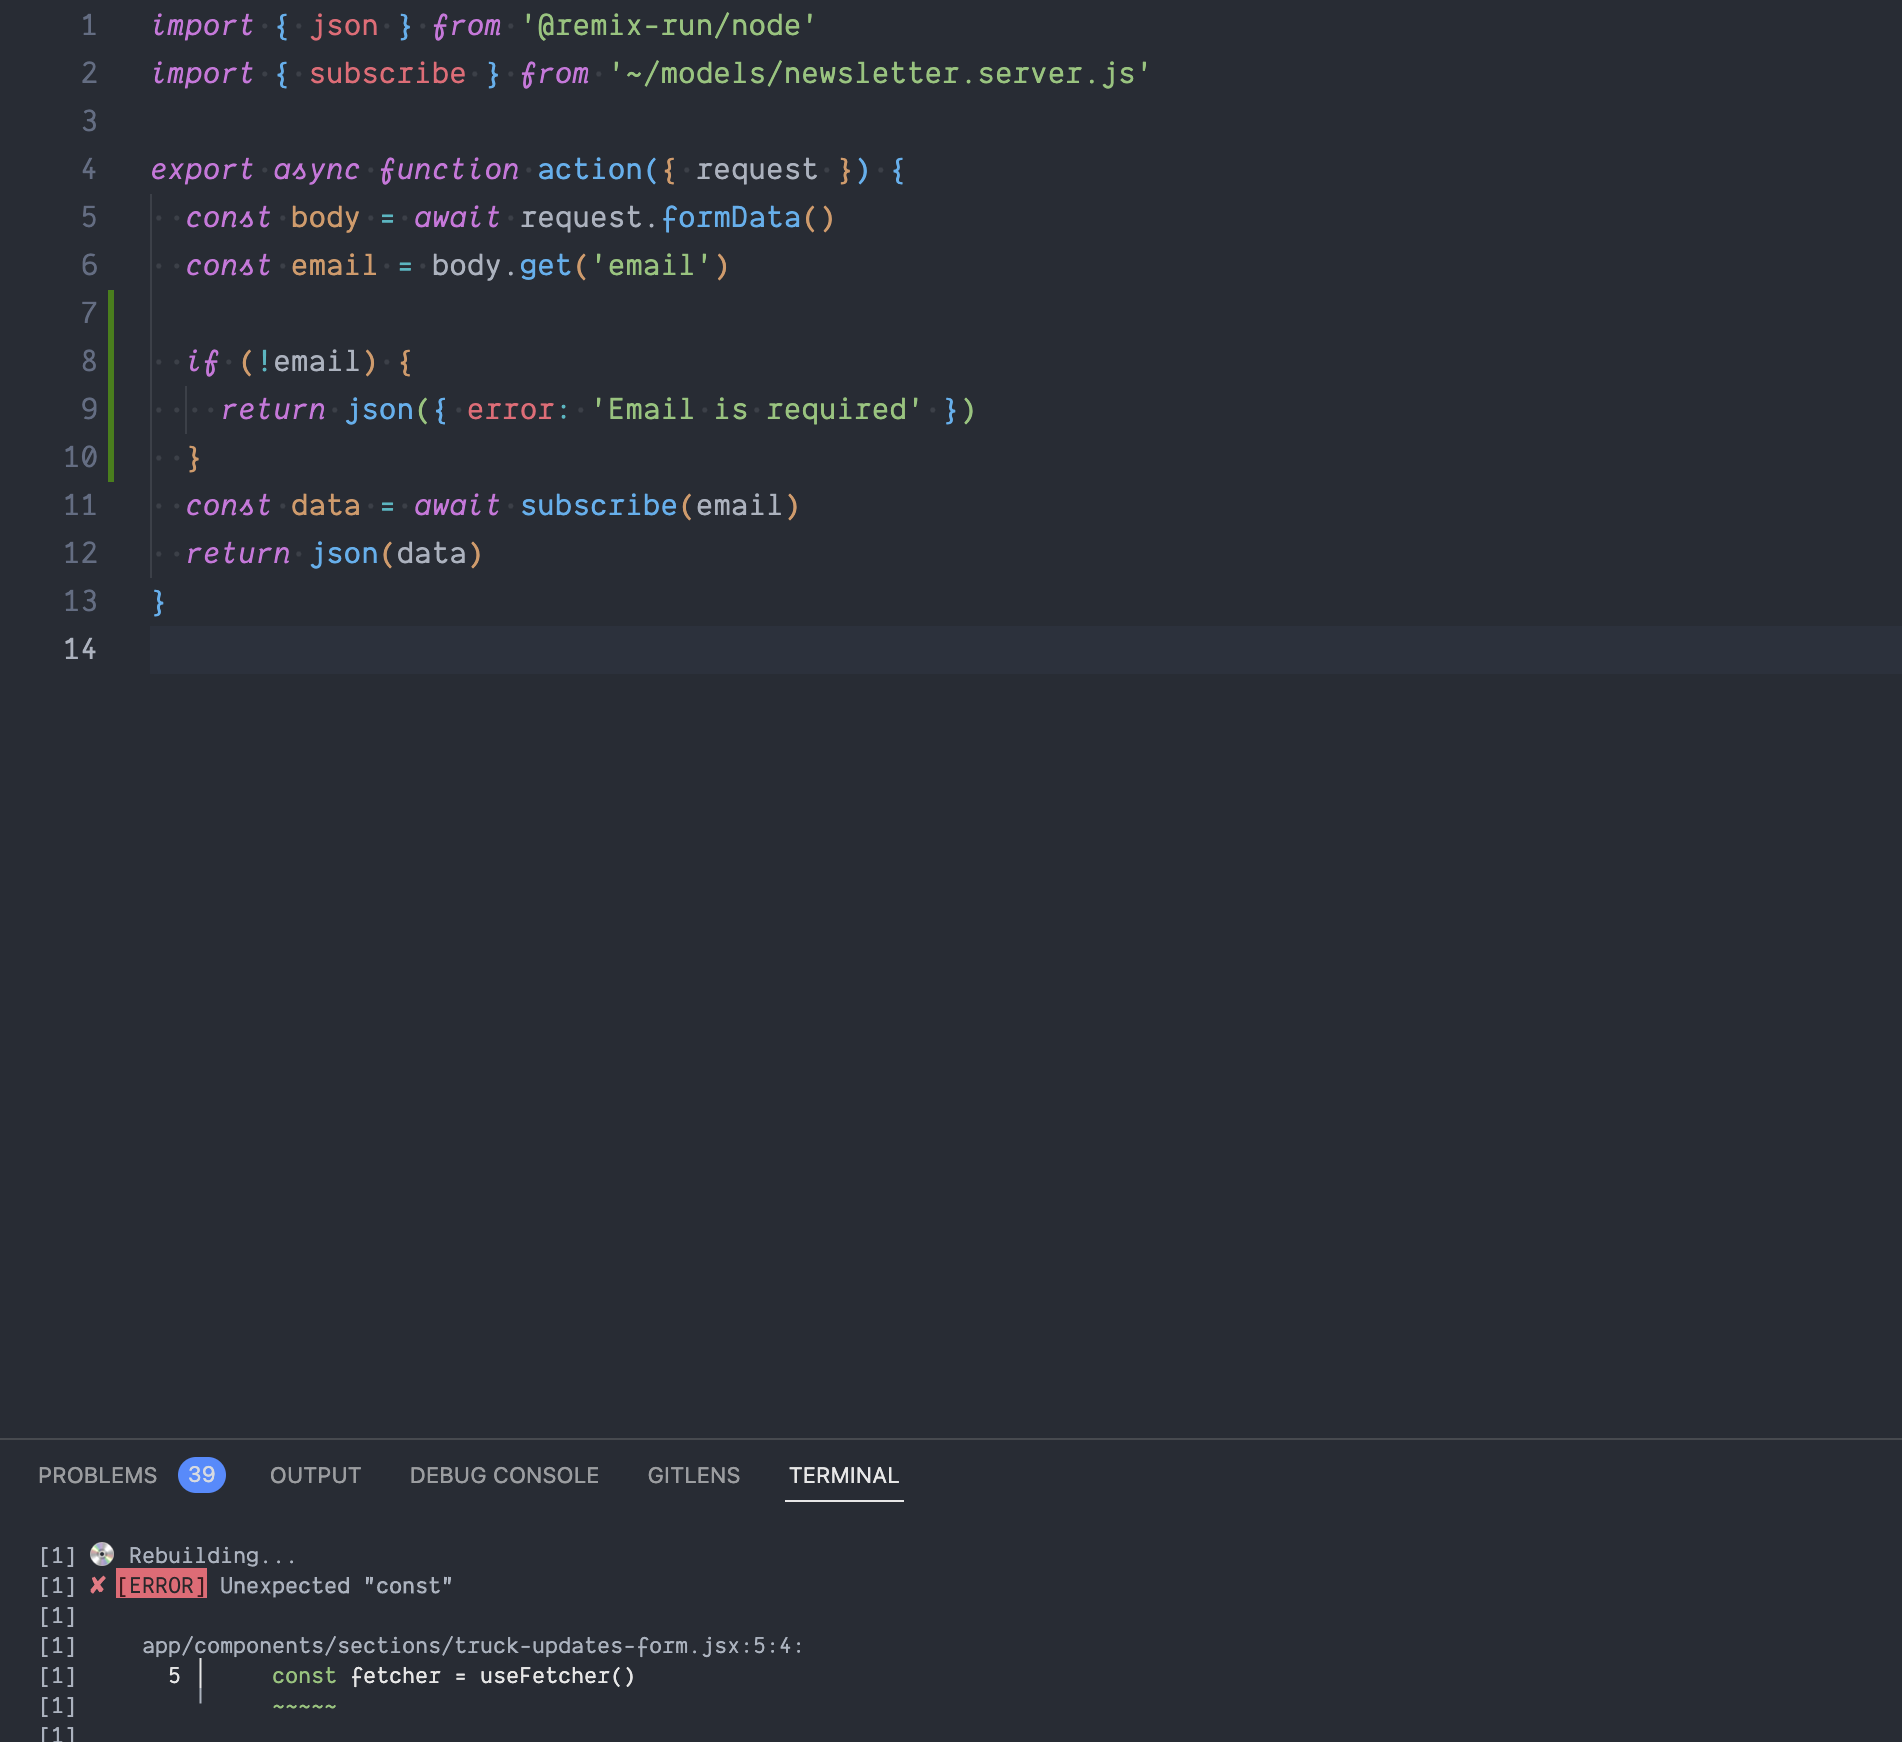 1 import { json } from '@remix-run/node'
2 import { subscribe } from '~/models/newsletter.server.js'
3
4 export async function action({ request }) {
5   const body = await request.formData()
6   const email = body.get('email')
7
8   if (!email) {
9     return json({ error: 'Email is required' })
10   }
11   const data = await subscribe(email)
12   return json(data)
13 }
14
PROBLEMS 39 OUTPUT DEBUG CONSOLE GITLENS TERMINAL
[1] 💿 Rebuilding...
[1] ✘ [ERROR] Unexpected "const"
[1]
[1]     app/components/sections/truck-updates-form.jsx:5:4:
[1]       5 │     const fetcher = useFetcher()
[1]         │     ~~~~~
[1]